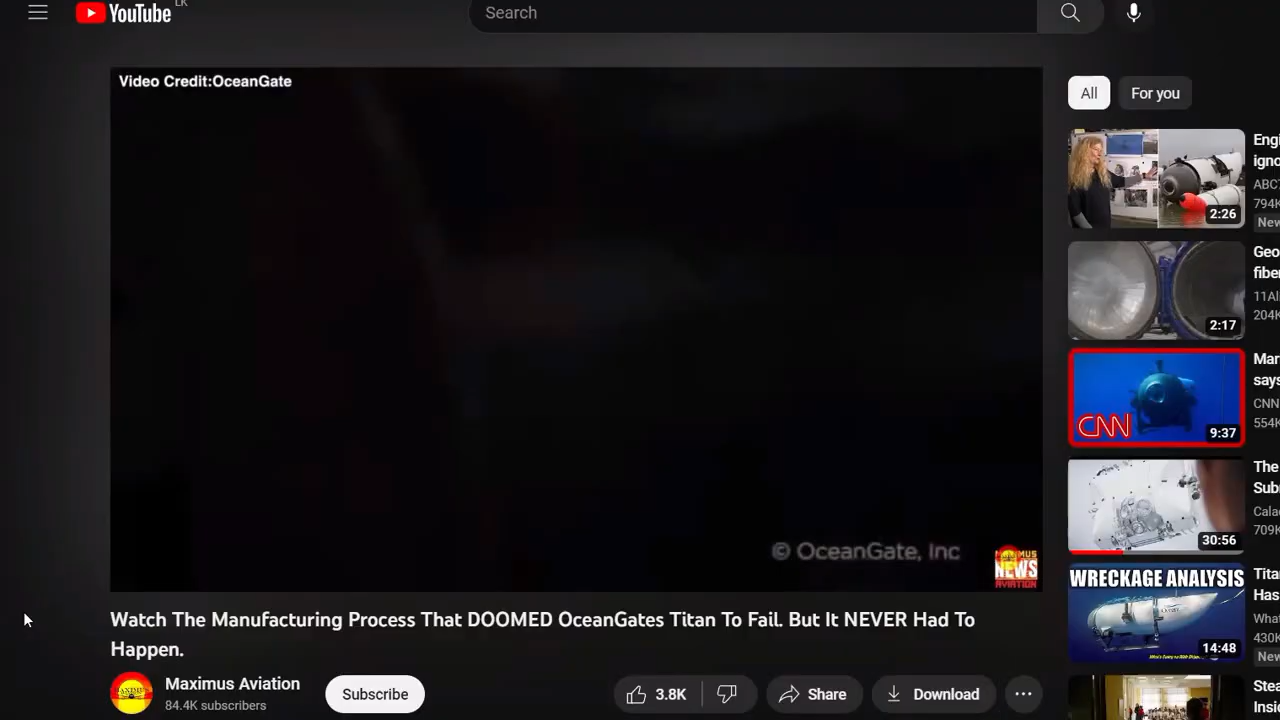 YouTube LK
Search
Video Credit:OceanGate
© OceanGate, Inc
NEWS
AVIATION
Watch The Manufacturing Process That DOOMED OceanGates Titan To Fail. But It NEVER Had To
Happen.
Maximus Aviation
84.4K subscribers
Subscribe
3.8K
Share
Download
All
For you
2:26
Engi
igno
ABC
794K
New
2:17
Geo
fiber
11Al
204K
CNN
9:37
Mar
says
CNN
554K
30:56
The
Sub
Cala
709K
WRECKAGE ANALYSIS
14:48
Tita
Has
What
430K
New
Stea
Insi